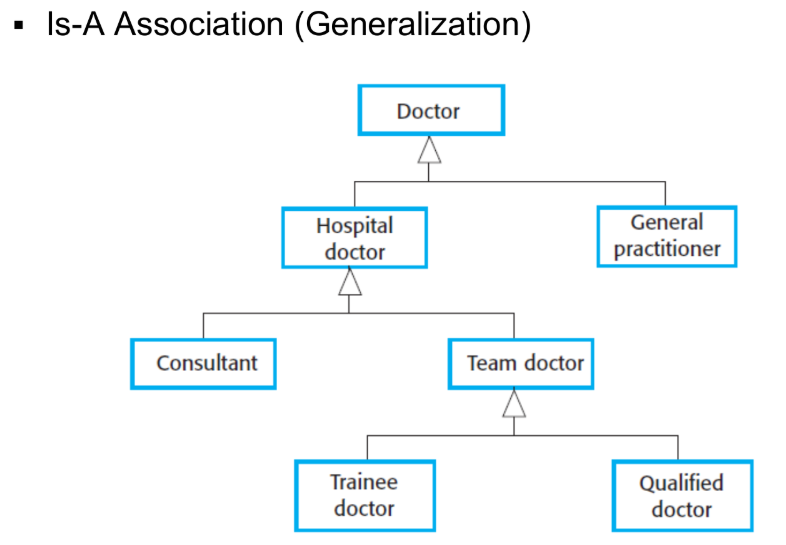 ▪ Is-A Association (Generalization)
Doctor
Hospital
doctor
General
practitioner
Consultant
Team doctor
Trainee
doctor
Qualified
doctor